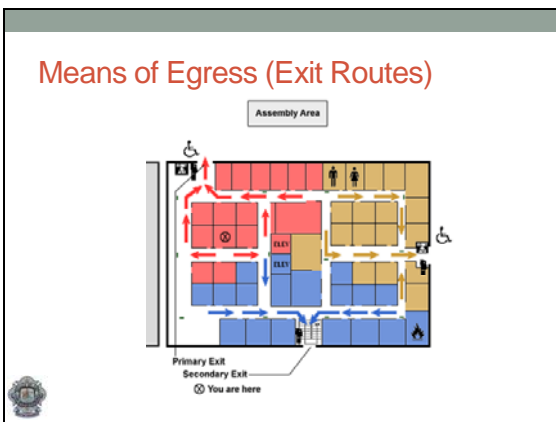 Means of Egress (Exit Routes)
Assembly Area
ELEV
ELEV
Primary Exit
Secondary Exit
You are here